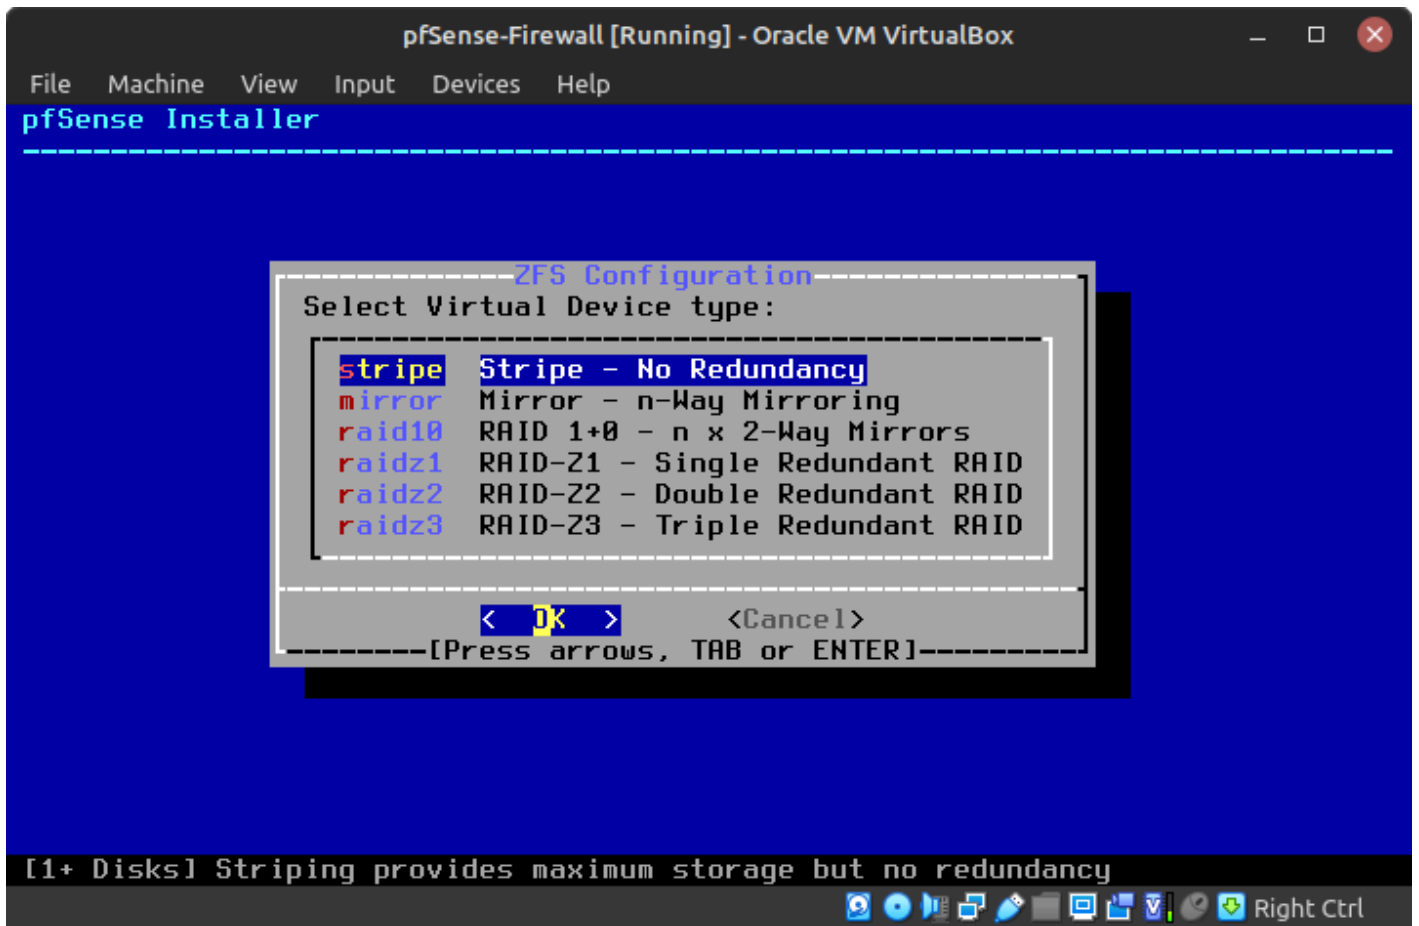 pfSense-Firewall [Running] - Oracle VM VirtualBox
File Machine View Input Devices Help
pfSense Installer
ZFS Configuration
Select Virtual Device type:
stripe Stripe - No Redundancy
mirror Mirror - n-Way Mirroring
raid10 RAID 1+0 - n x 2-Way Mirrors
raidz1 RAID-Z1 - Single Redundant RAID
raidz2 RAID-Z2 - Double Redundant RAID
raidz3 RAID-Z3 - Triple Redundant RAID
< OK > <Cancel>
[Press arrows, TAB or ENTER]
[1+ Disks] Striping provides maximum storage but no redundancy
Right Ctrl